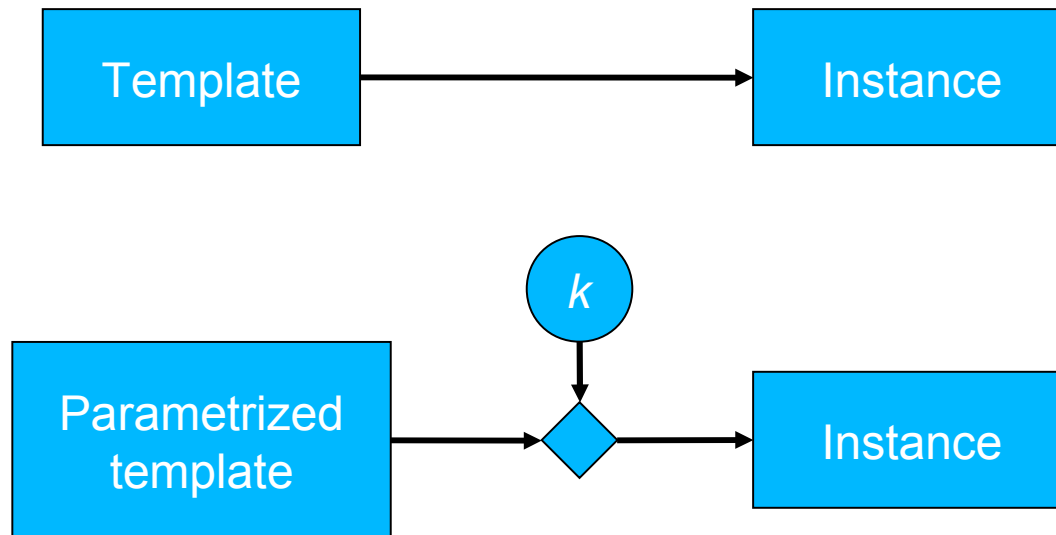 Template
Instance
k
Parametrized
template
Instance